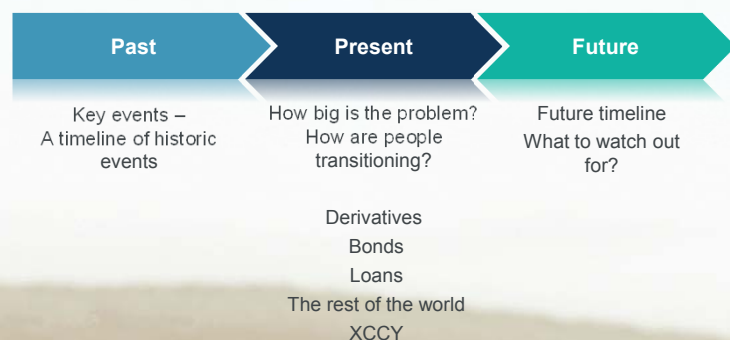 Past
Present
Future
Key events –
A timeline of historic
events
How big is the problem?
How are people
transitioning?
Derivatives
Bonds
Loans
The rest of the world
XCCY
Future timeline
What to watch out
for?